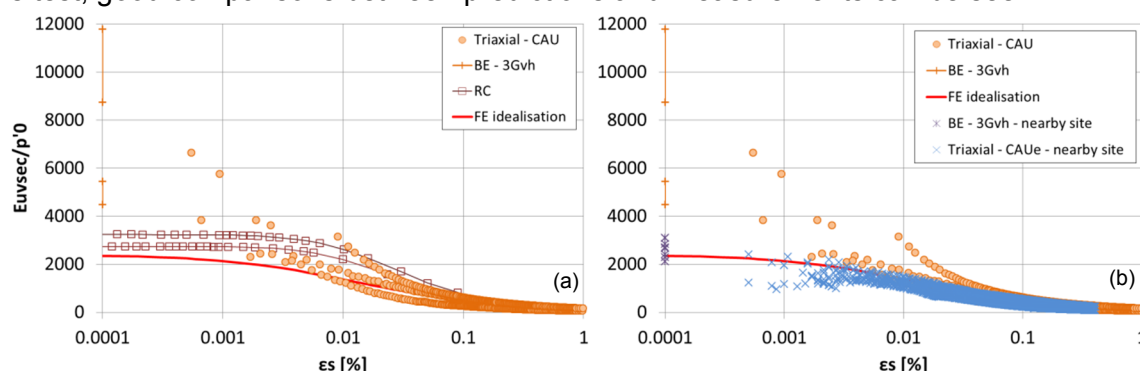 12000
10000
8000
6000
4000
2000
0
Euvsec/p'0
0.0001
0.001
0.01
0.1
1
εs [%]
Triaxial - CAU
BE - 3Gvh
RC
FE idealisation
(a)
12000
10000
8000
6000
4000
2000
0
0.0001
0.001
0.01
0.1
1
εs [%]
Triaxial - CAU
BE - 3Gvh
FE idealisation
BE - 3Gvh - nearby site
Triaxial - CAUe - nearby site
(b)